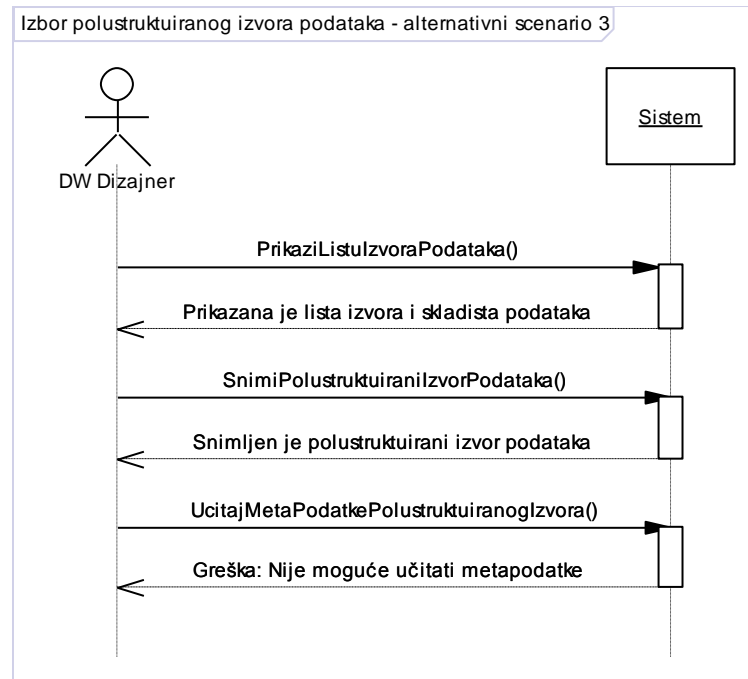 Izbor polustruktuiranog izvora podataka - alternativni scenario 3
Sistem
DW Dizajner
PrikaziListuIzvoraPodataka()
Prikazana je lista izvora i skladista podataka
SnimiPolustruktuiraniIzvorPodataka()
Snimljen je polustruktuirani izvor podataka
UcitajMetaPodatkePolustruktuiranogIzvora()
Greška: Nije moguće učitati metapodatke